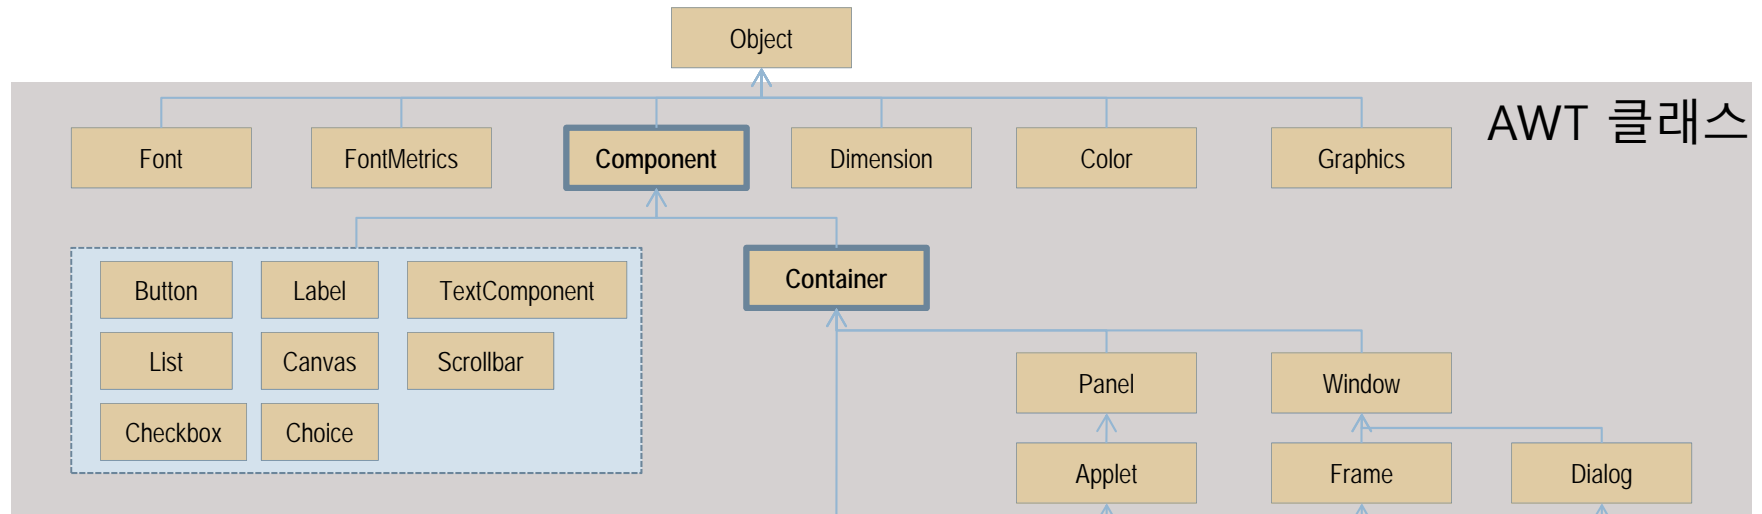 Object
AWT 클래스
Font
FontMetrics
Component
Dimension
Color
Graphics
Button
Label
TextComponent
Container
List
Canvas
Scrollbar
Panel
Window
Checkbox
Choice
Applet
Frame
Dialog